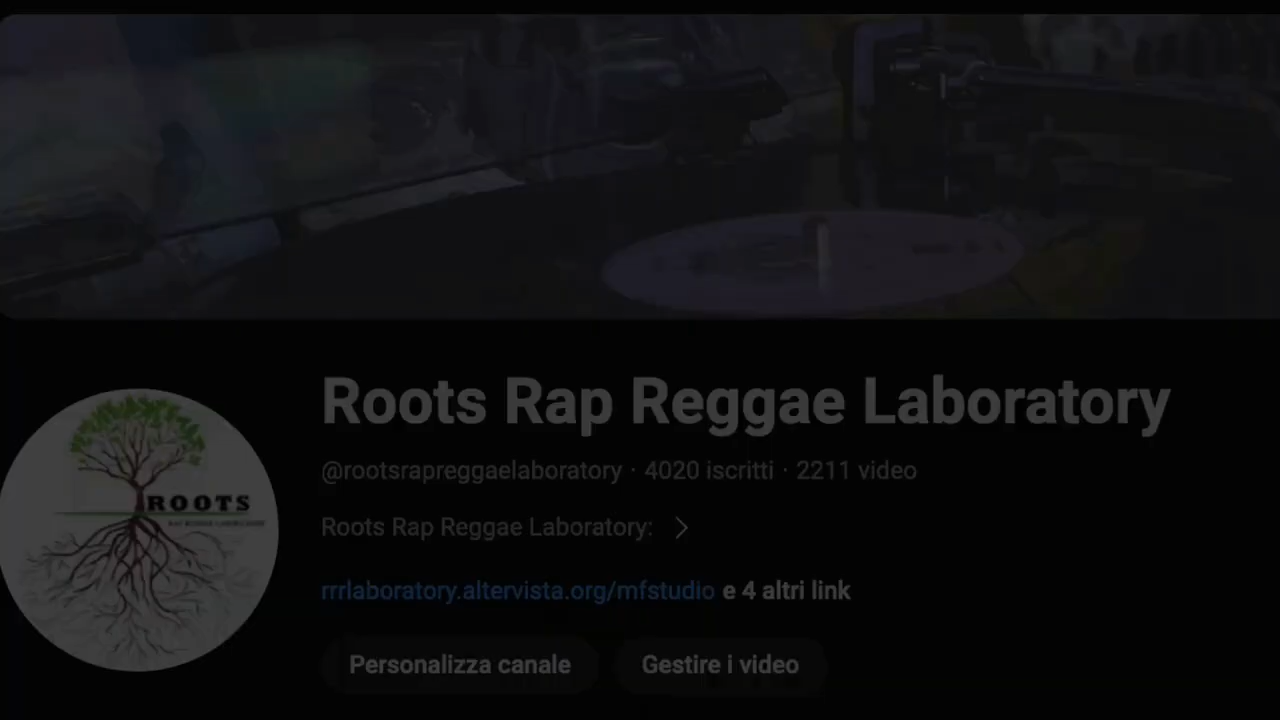 Roots Rap Reggae Laboratory
@rootsrapreggaelaboratory · 4020 iscritti · 2211 video
ROOTS
Roots Rap Reggae Laboratory:
rrrlaboratory.altervista.org/mfstudio e 4 altri link
Personalizza canale
Gestire i video